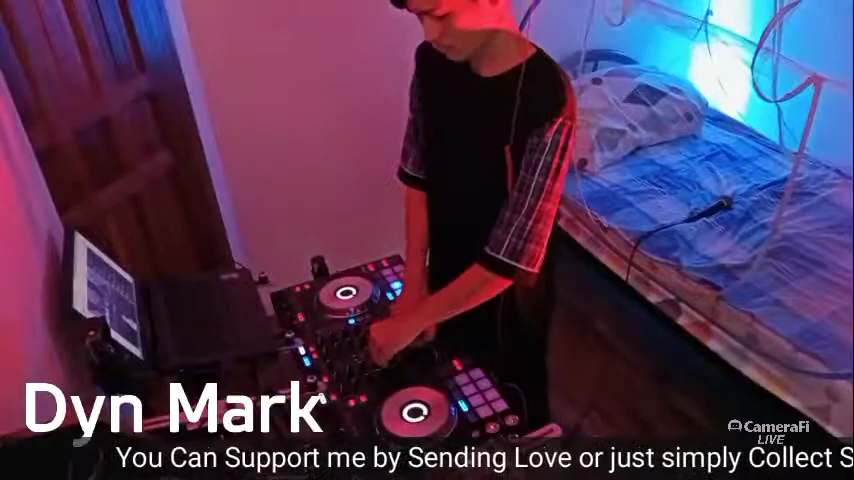 Dyn Mark
CameraFi
LIVE
You Can Support me by Sending Love or just simply Collect S